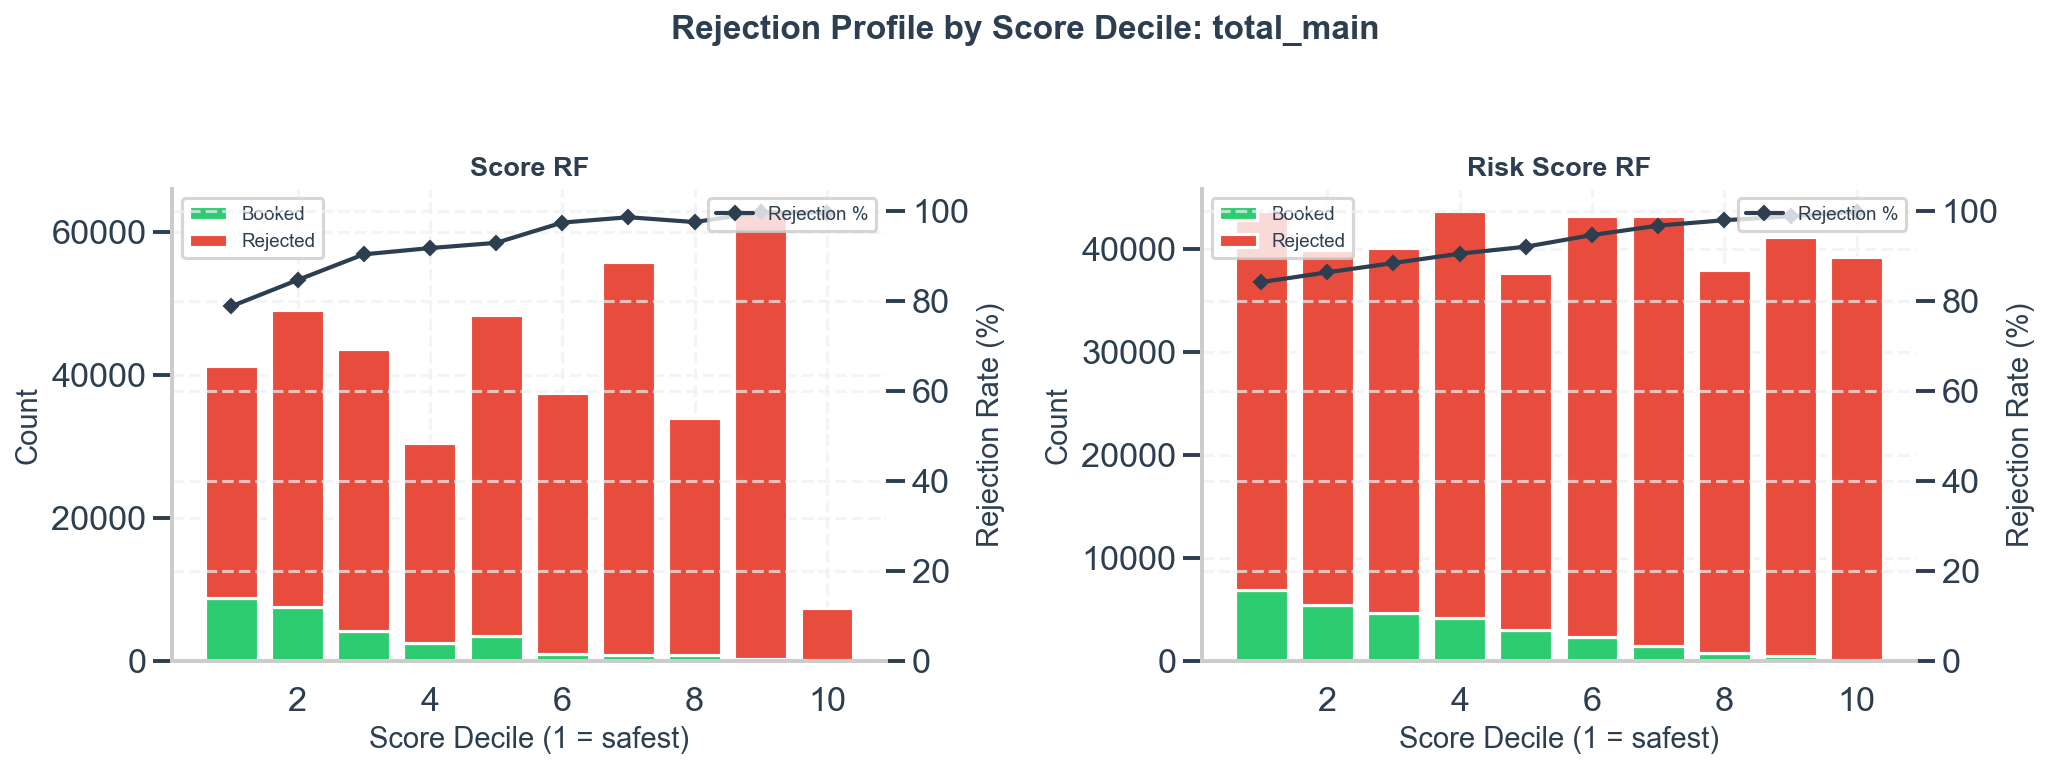 Rejection Profile by Score Decile: total_main
Score RF
Booked
Rejected
Rejection %
60000
40000
20000
0
Count
100
80
60
40
20
0
Rejection Rate (%)
2 4 6 8 10
Score Decile (1 = safest)
Risk Score RF
Booked
Rejected
Rejection %
40000
30000
20000
10000
0
Count
100
80
60
40
20
0
Rejection Rate (%)
2 4 6 8 10
Score Decile (1 = safest)